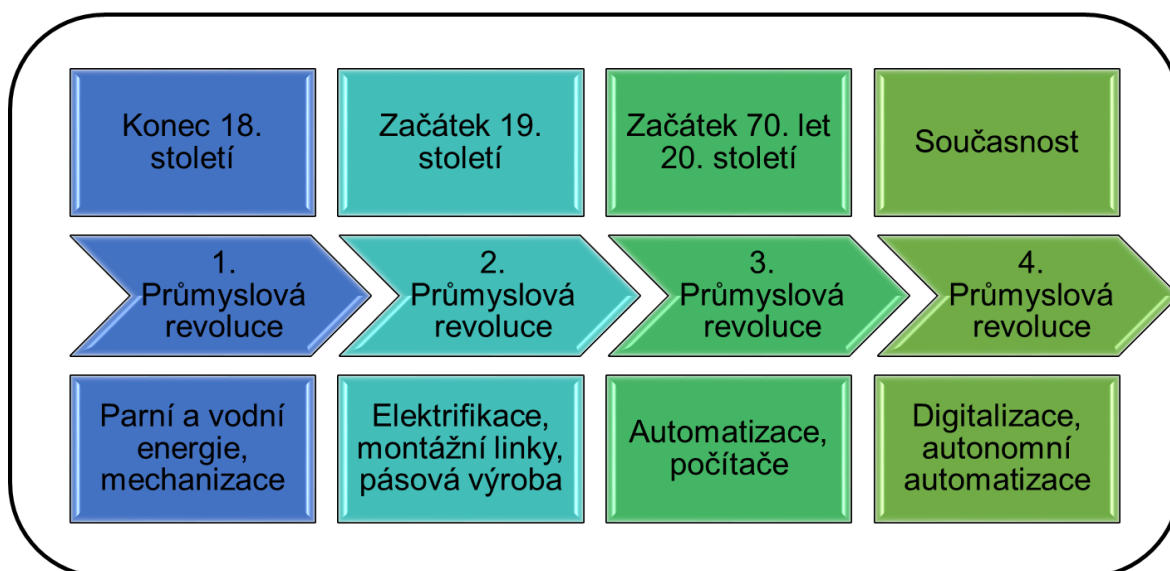 Konec 18.
století
Začátek 19.
století
Začátek 70. let
20. století
Současnost
1.
Průmyslová
revoluce
2.
Průmyslová
revoluce
3.
Průmyslová
revoluce
4.
Průmyslová
revoluce
Parní a vodní
energie,
mechanizace
Elektrifikace,
montážní linky,
pásová výroba
Automatizace,
počítače
Digitalizace,
autonomní
automatizace